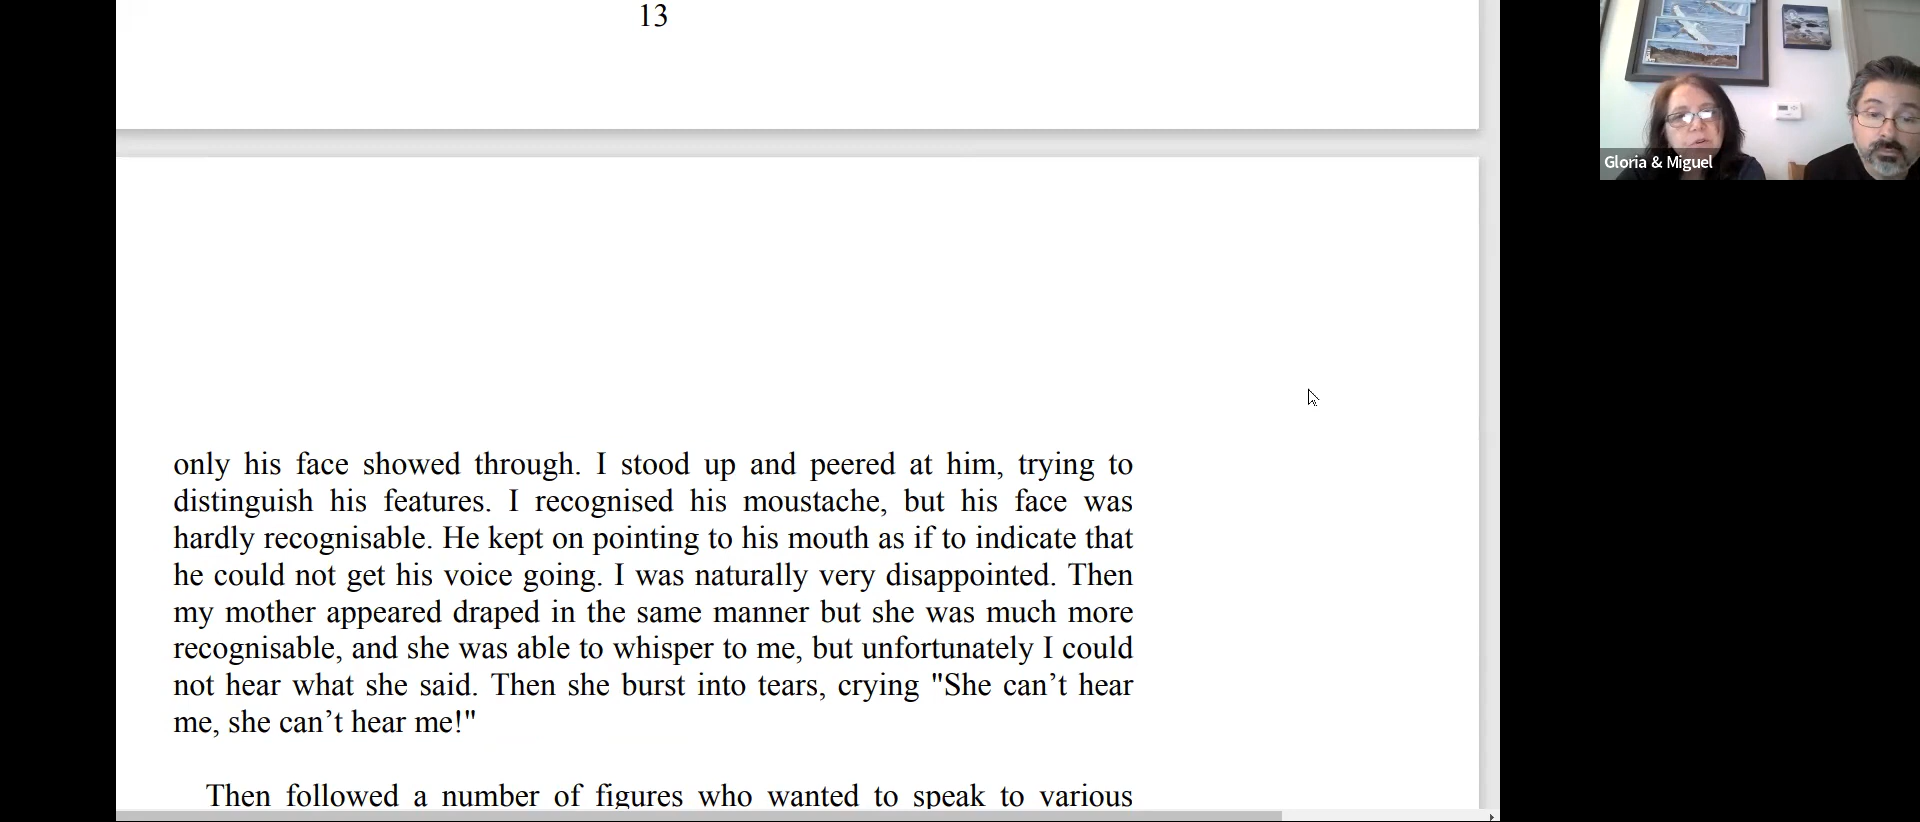 13
Gloria & Miguel
only his face showed through. I stood up and peered at him, trying to
distinguish his features. I recognised his moustache, but his face was
hardly recognisable. He kept on pointing to his mouth as if to indicate that
he could not get his voice going. I was naturally very disappointed. Then
my mother appeared draped in the same manner but she was much more
recognisable, and she was able to whisper to me, but unfortunately I could
not hear what she said. Then she burst into tears, crying "She can’t hear
me, she can’t hear me!"
Then followed a number of figures who wanted to speak to various